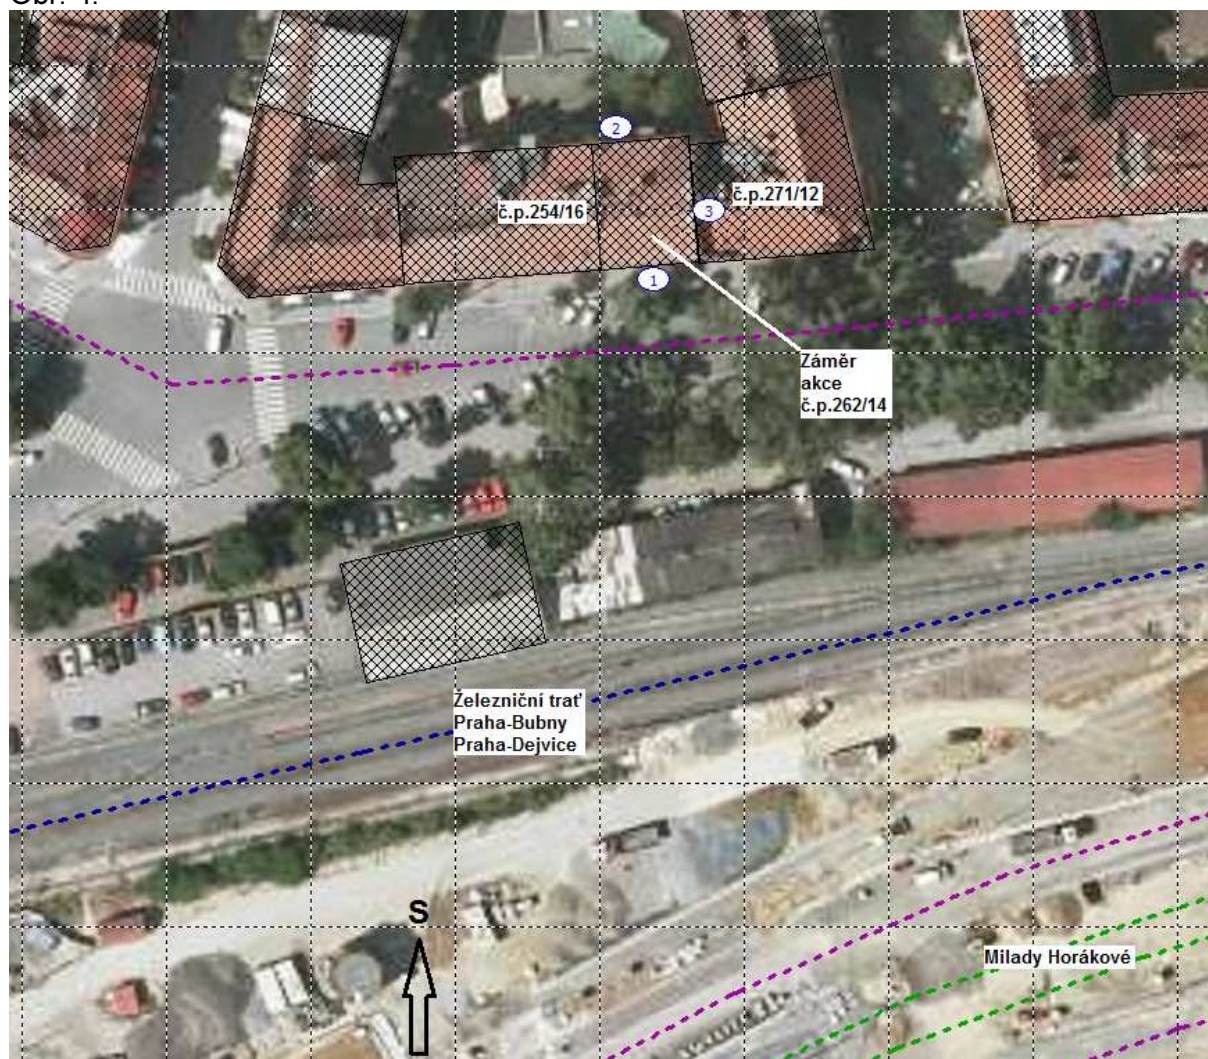 2
č.p.271/12
č.p.254/16
3
1
Záměr
akce
č.p.262/14
Železniční trať
Praha-Bubny
Praha-Dejvice
S
Milady Horákové